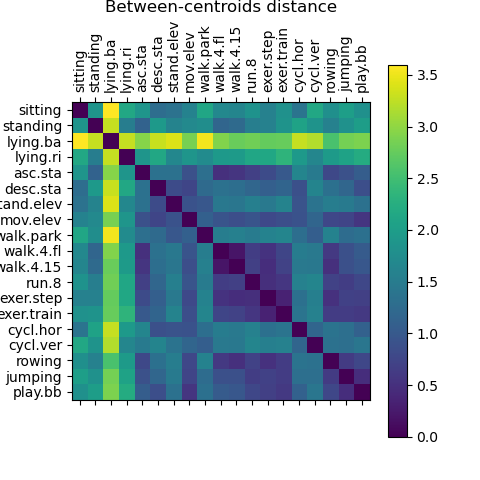 Between-centroids distance
sitting
standing
lying.ba
lying.ri
asc.sta
desc.sta
stand.elev
mov.elev
walk.park
walk.4.fl
walk.4.15
run.8
exer.step
exer.train
cycl.hor
cycl.ver
rowing
jumping
play.bb
sitting
standing
lying.ba
lying.ri
asc.sta
desc.sta
tand.elev
mov.elev
walk.park
walk.4.fl
walk.4.15
run.8
exer.step
exer.train
cycl.hor
cycl.ver
rowing
jumping
play.bb
3.5
3.0
2.5
2.0
1.5
1.0
0.5
0.0